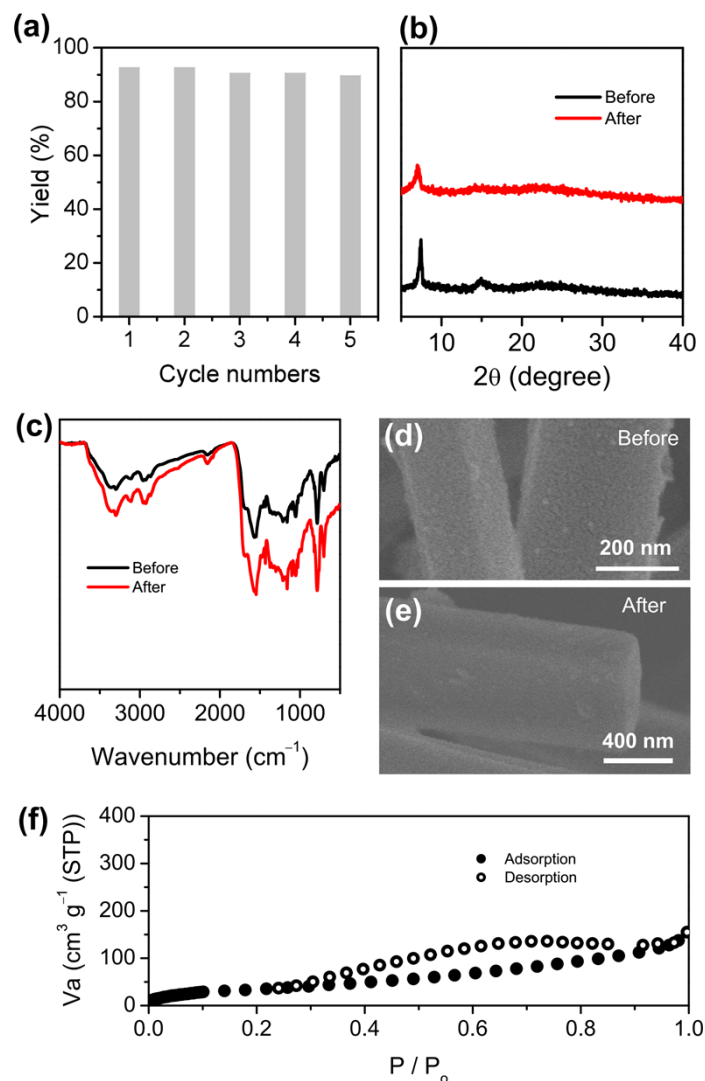 (a)
100
80
60
40
20
0
Yield (%)
1 2 3 4 5
Cycle numbers
(b)
Before
After
10 20 30 40
2θ (degree)
(c)
Before
After
4000 3000 2000 1000
Wavenumber (cm⁻¹)
(d)
Before
200 nm
(e)
After
400 nm
(f)
400
300
200
100
0
Va (cm³ g⁻¹ (STP))
Adsorption
Desorption
0.0 0.2 0.4 0.6 0.8 1.0
P / Pₒ